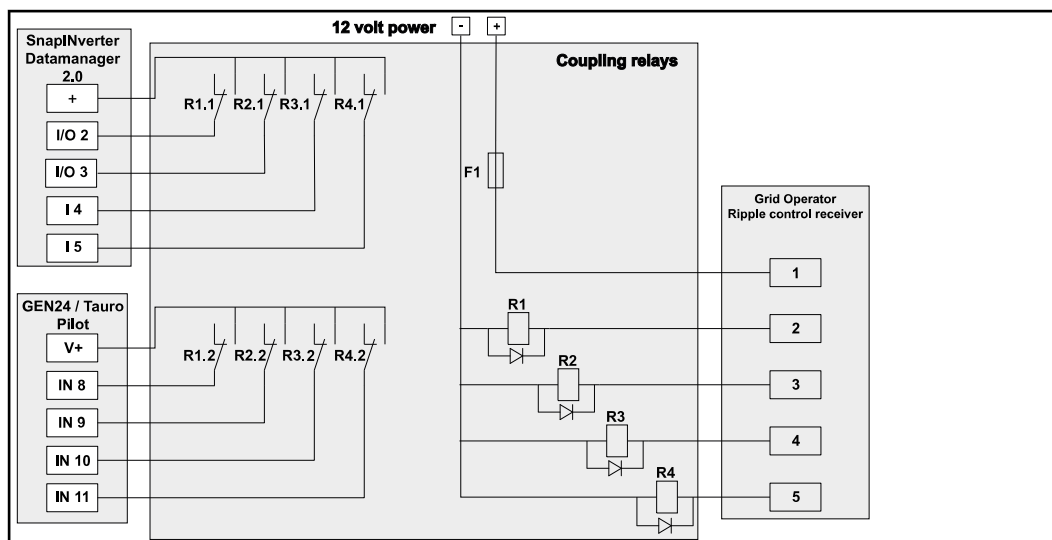 12 volt power
-
+
SnapINverter
Datamanager
2.0
+
I/O 2
I/O 3
I 4
I 5
R1.1
R2.1
R3.1
R4.1
Coupling relays
F1
Grid Operator
Ripple control receiver
1
2
3
4
5
GEN24 / Tauro
Pilot
V+
IN 8
IN 9
IN 10
IN 11
R1.2
R2.2
R3.2
R4.2
R1
R2
R3
R4